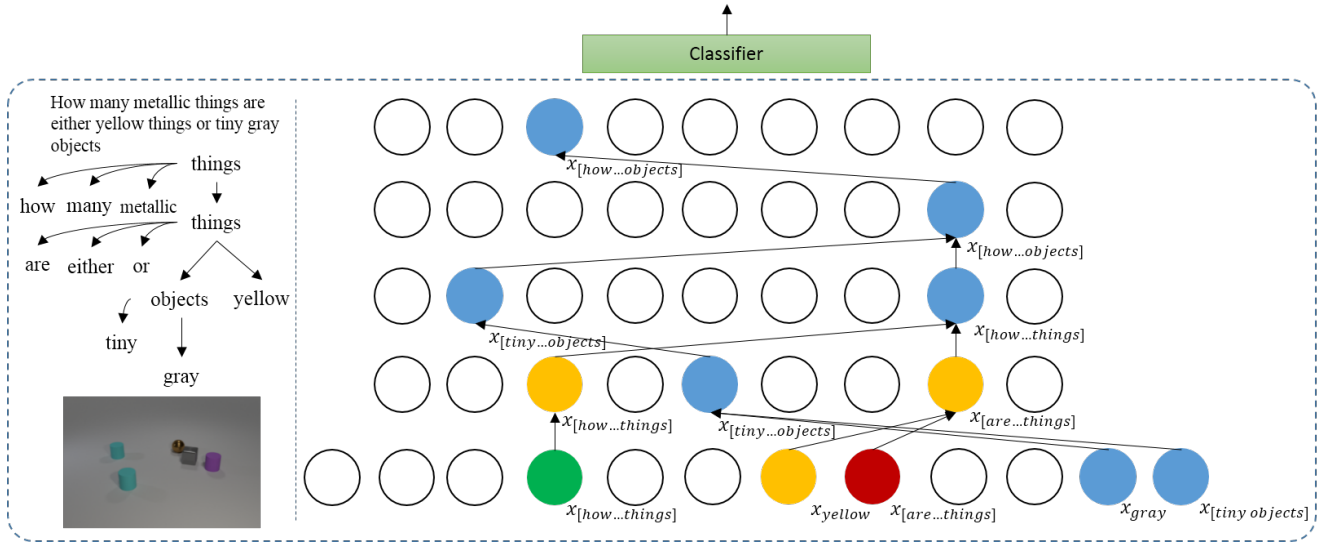 Classifier
How many metallic things are
either yellow things or tiny gray
objects
things
how many metallic
things
are either or
objects yellow
tiny
gray
x[how…objects]
x[how…objects]
x[tiny…objects]
x[how…things]
x[how…things]
x[tiny…objects]
x[are…things]
x[how…things]
xyellow
x[are…things]
xgray
x[tiny objects]